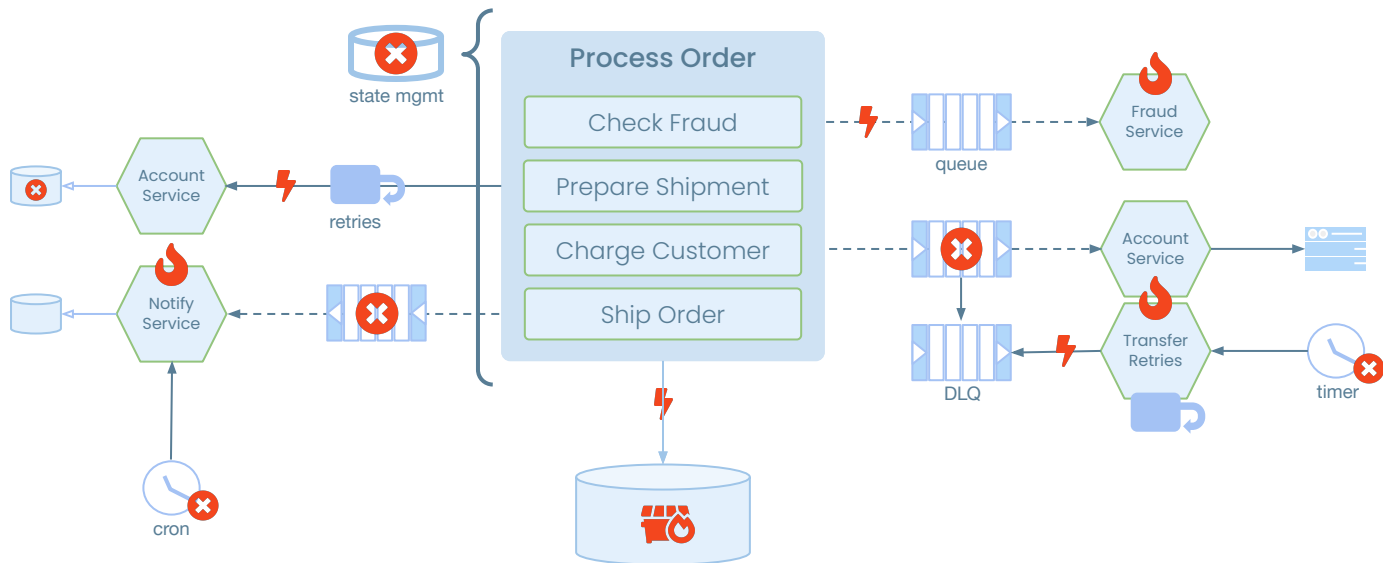 Process Order
state mgmt
Check Fraud
Fraud
Service
queue
Account
Service
Prepare Shipment
retries
Charge Customer
Account
Service
Notify
Service
Ship Order
Transfer
Retries
DLQ
timer
cron